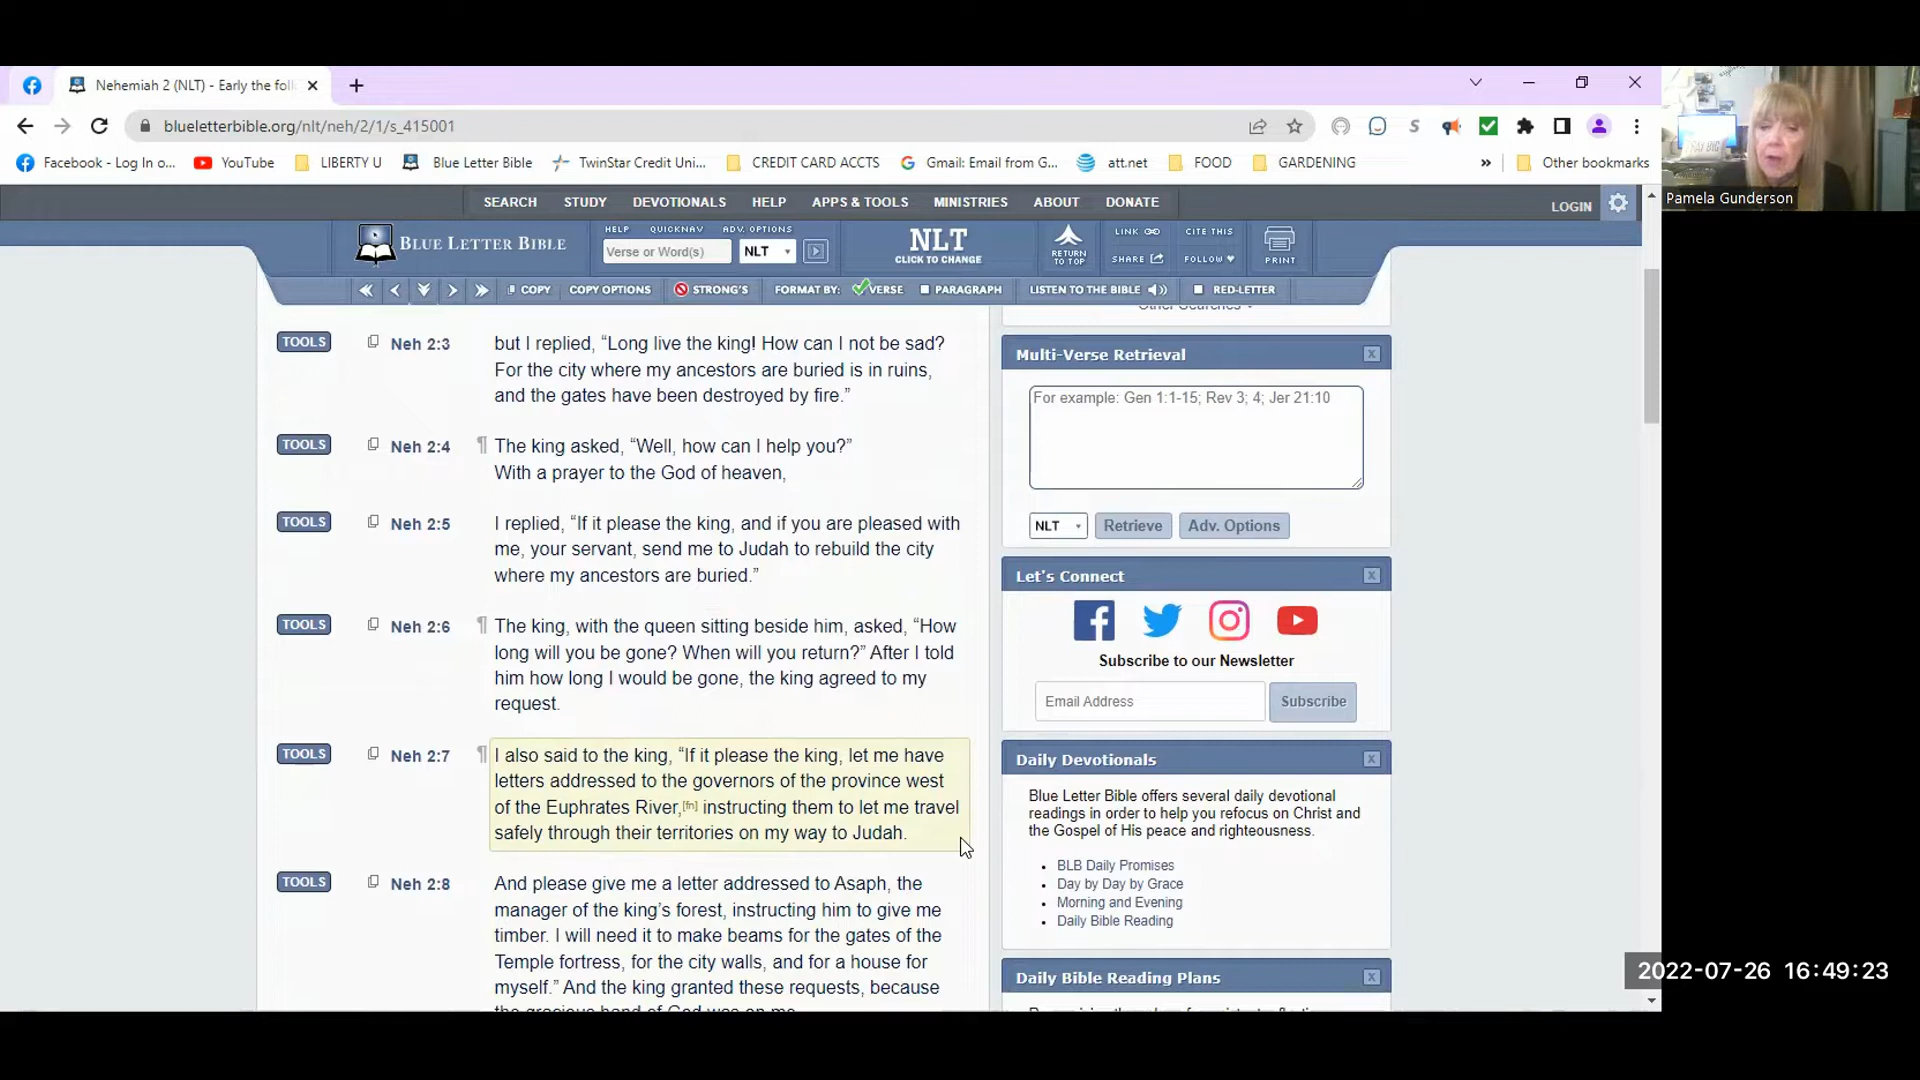 Nehemiah 2 (NLT) - Early the foll
blueletterbible.org/nlt/neh/2/1/s_415001
Facebook - Log In o... YouTube LIBERTY U Blue Letter Bible TwinStar Credit Uni... CREDIT CARD ACCTS Gmail: Email from G... att.net FOOD GARDENING » Other bookmarks
Pamela Gunderson
SEARCH STUDY DEVOTIONALS HELP APPS & TOOLS MINISTRIES ABOUT DONATE LOGIN
BLUE LETTER BIBLE
HELP QUICKNAV ADV. OPTIONS
Verse or Word(s) NLT
NLT
CLICK TO CHANGE
RETURN
TO TOP
LINK CITE THIS
SHARE FOLLOW
PRINT
COPY COPY OPTIONS STRONG'S FORMAT BY: VERSE PARAGRAPH LISTEN TO THE BIBLE RED-LETTER
TOOLS Neh 2:3 but I replied, “Long live the king! How can I not be sad?
For the city where my ancestors are buried is in ruins,
and the gates have been destroyed by fire.”
TOOLS Neh 2:4 ¶ The king asked, “Well, how can I help you?”
With a prayer to the God of heaven,
TOOLS Neh 2:5 I replied, “If it please the king, and if you are pleased with
me, your servant, send me to Judah to rebuild the city
where my ancestors are buried.”
TOOLS Neh 2:6 ¶ The king, with the queen sitting beside him, asked, “How
long will you be gone? When will you return?” After I told
him how long I would be gone, the king agreed to my
request.
TOOLS Neh 2:7 ¶ I also said to the king, “If it please the king, let me have
letters addressed to the governors of the province west
of the Euphrates River,[fn] instructing them to let me travel
safely through their territories on my way to Judah.
TOOLS Neh 2:8 And please give me a letter addressed to Asaph, the
manager of the king’s forest, instructing him to give me
timber. I will need it to make beams for the gates of the
Temple fortress, for the city walls, and for a house for
myself.” And the king granted these requests, because
the gracious hand of God was on me.
Other Searches
Multi-Verse Retrieval
For example: Gen 1:1-15; Rev 3; 4; Jer 21:10
NLT Retrieve Adv. Options
Let's Connect
Subscribe to our Newsletter
Email Address Subscribe
Daily Devotionals
Blue Letter Bible offers several daily devotional
readings in order to help you refocus on Christ and
the Gospel of His peace and righteousness.
• BLB Daily Promises
• Day by Day by Grace
• Morning and Evening
• Daily Bible Reading
Daily Bible Reading Plans
2022-07-26 16:49:23